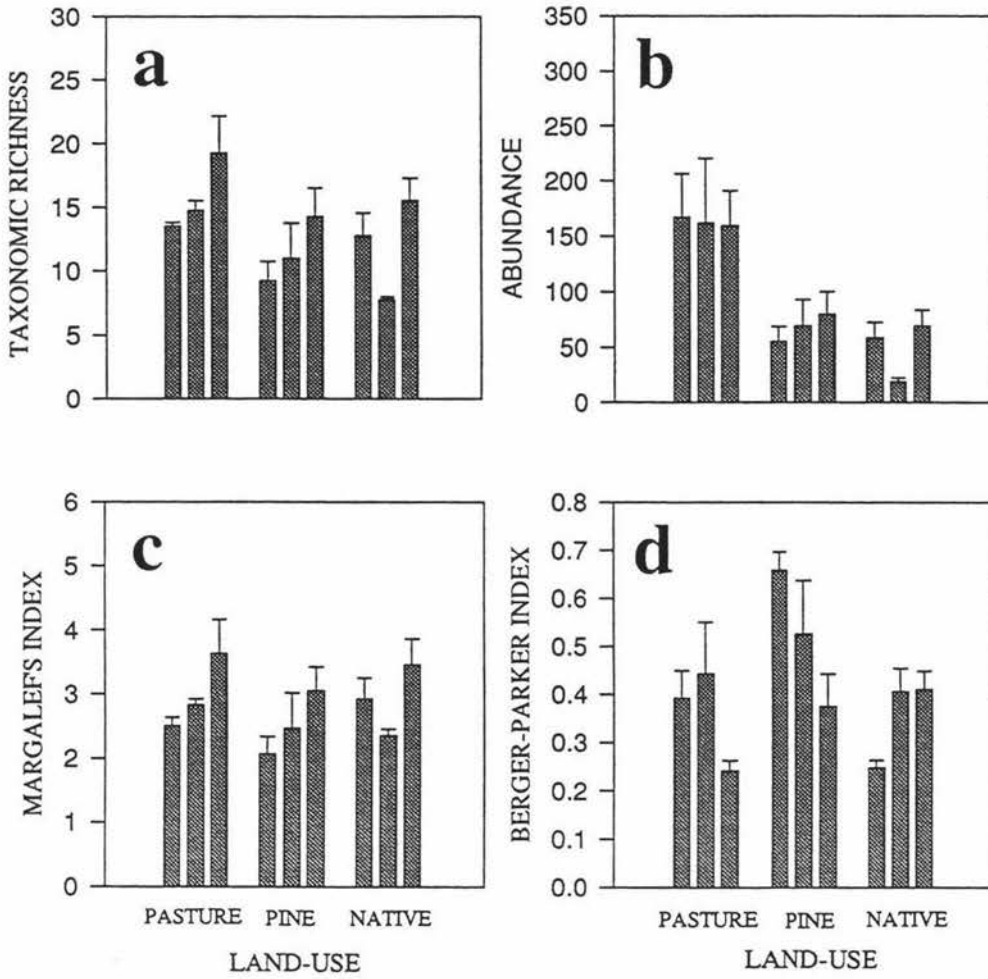 30
25
20
15
10
5
0
TAXONOMIC RICHNESS
a
350
300
250
200
150
100
50
0
ABUNDANCE
b
6
5
4
3
2
1
0
MARGALEFS INDEX
c
PASTURE PINE NATIVE
LAND-USE
0.8
0.7
0.6
0.5
0.4
0.3
0.2
0.1
0.0
BERGER-PARKER INDEX
d
PASTURE PINE NATIVE
LAND-USE